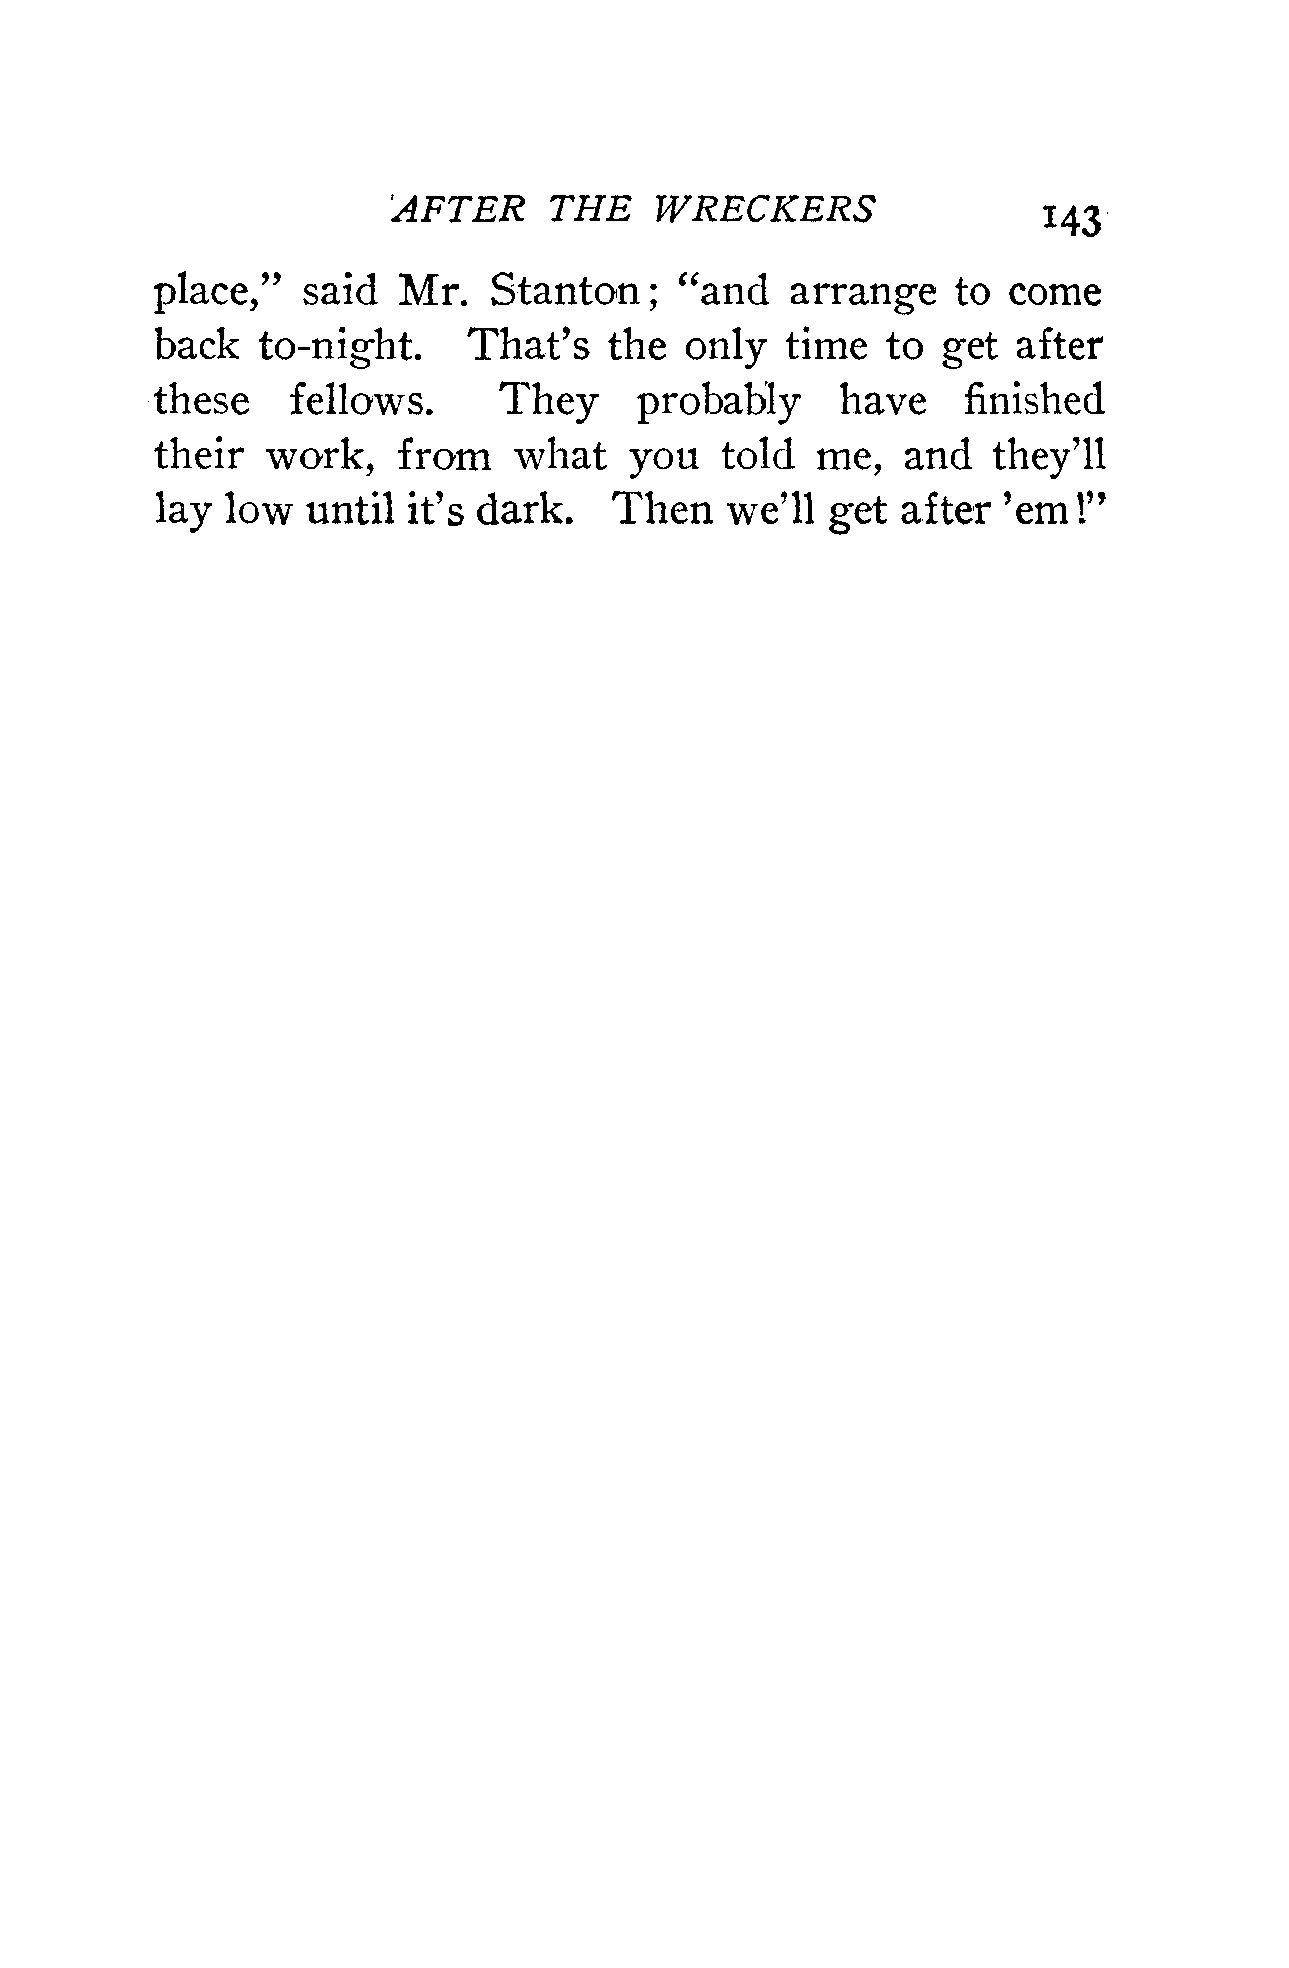 AFTER THE WRECKERS 143
place,” said Mr. Stanton; “and arrange to come
back to-night. That’s the only time to get after
these fellows. They probably have finished
their work, from what you told me, and they’ll
lay low until it’s dark. Then we’ll get after ’em!”